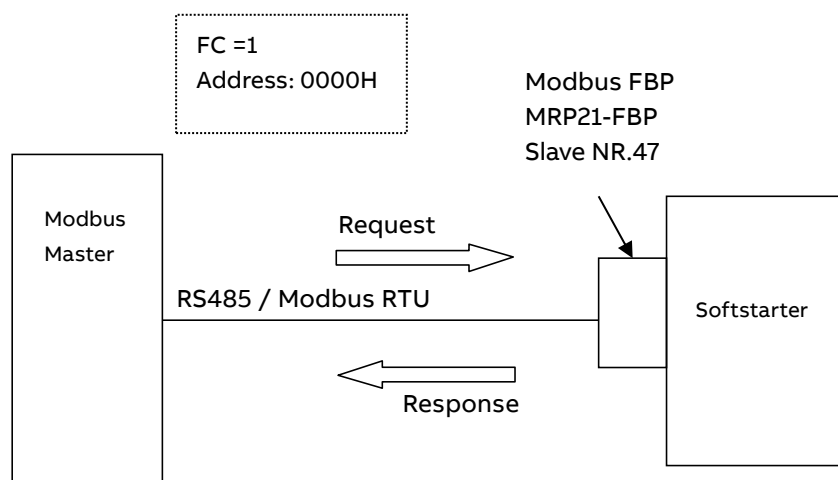 FC =1
Address: 0000H
Modbus FBP
MRP21-FBP
Slave NR.47
Modbus
Master
Request
RS485 / Modbus RTU
Softstarter
Response